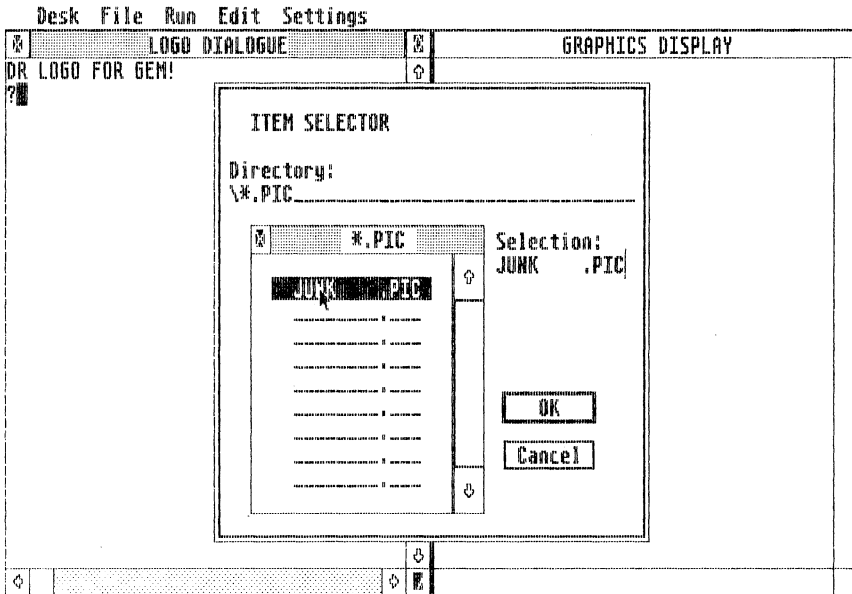 Desk File Run Edit Settings
LOGO DIALOGUE
GRAPHICS DISPLAY
DR LOGO FOR GEM!
?
ITEM SELECTOR
Directory:
\*.PIC
*.PIC
Selection:
JUNK .PIC
JUNK .PIC
OK
Cancel